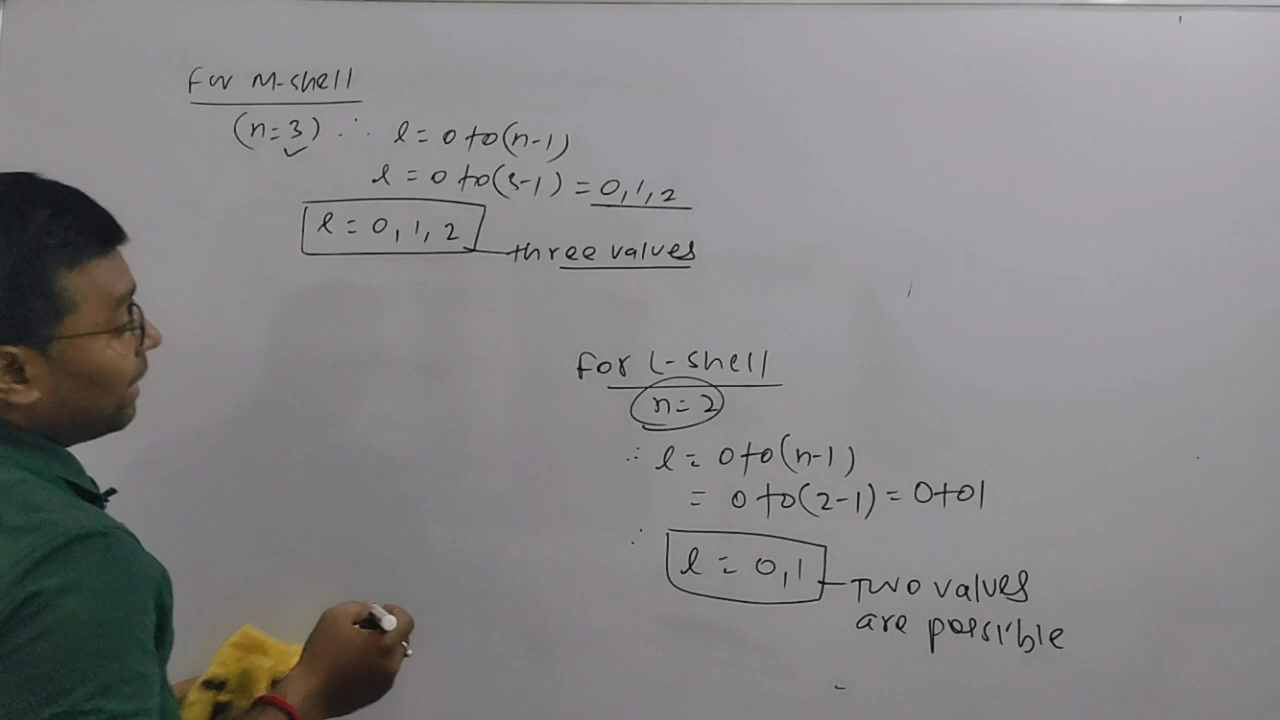 For M-shell
(n=3) ∴ l = 0 to (n-1)
l = 0 to (3-1) = 0, 1, 2
l = 0, 1, 2 three values
For L-shell
n=2
∴ l = 0 to (n-1)
= 0 to (2-1) = 0 to 1
∴ l = 0, 1 Two values
are possible